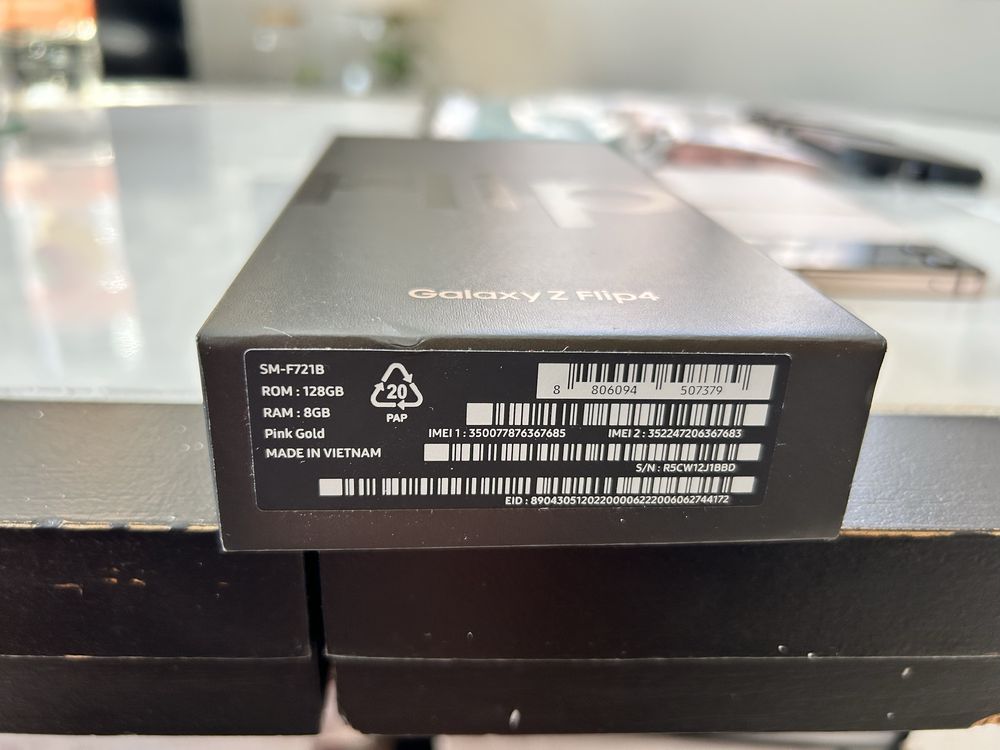 Flip
Galaxy Z Flip4
SM-F721B
ROM : 128GB
RAM : 8GB
Pink Gold
MADE IN VIETNAM
20
PAP
8 806094 507379
IMEI 1 : 350077876367685
IMEI 2 : 352247206367683
S/N : R5CW12J1BBD
EID : 89043051202200006222006062744172